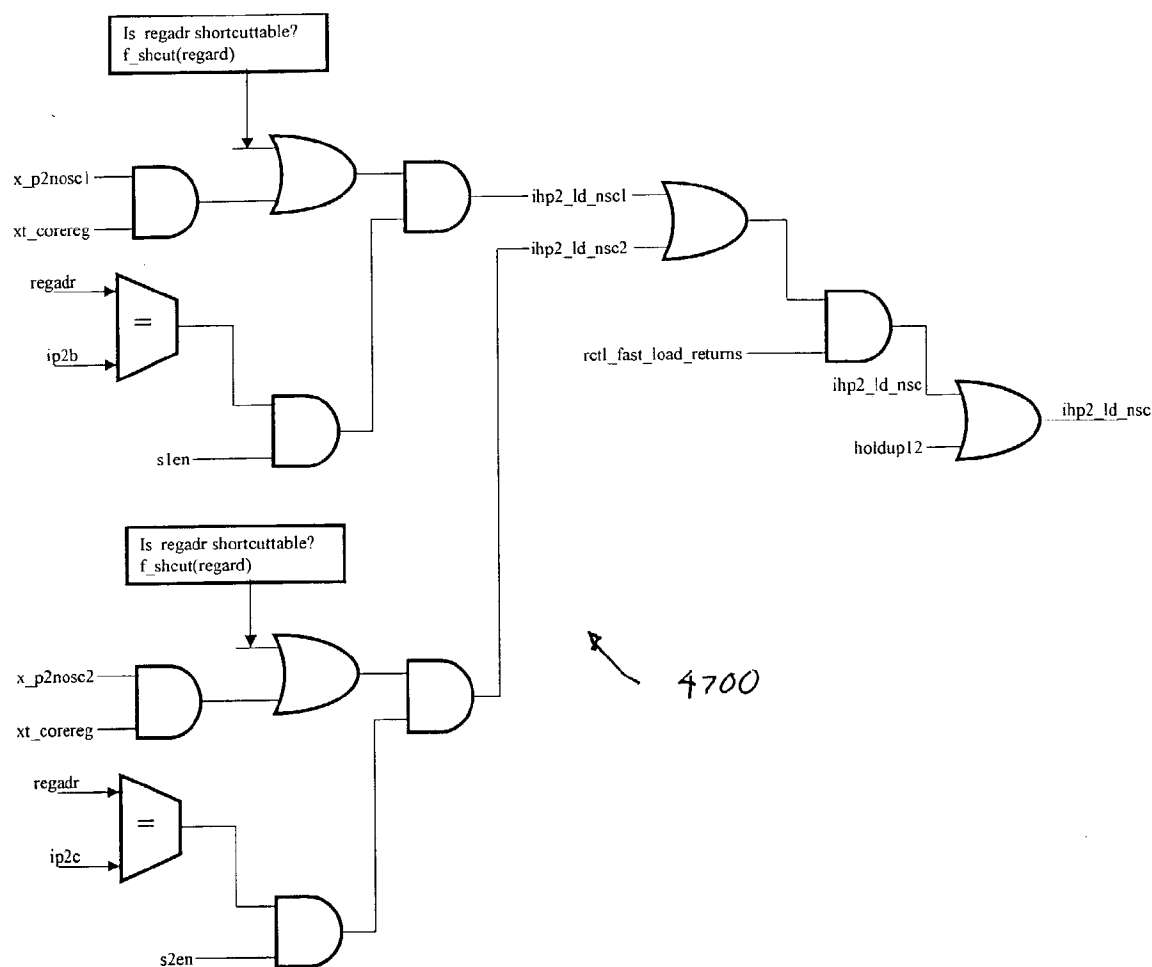 Is regadr shortcuttable?
f_shcut(regard)
x_p2nosc1
xt_corereg
regadr
=
ip2b
s1en
ihp2_ld_nsc1
ihp2_ld_nsc2
rctl_fast_load_returns
ihp2_ld_nsc
holdup12
ihp2_ld_nsc
Is regadr shortcuttable?
f_shcut(regard)
x_p2nosc2
xt_corereg
regadr
=
ip2c
s2en
4700